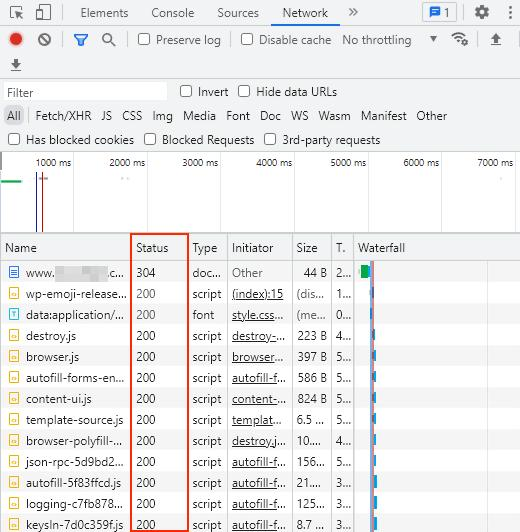 Elements Console Sources Network 1
Preserve log Disable cache No throttling
Filter Invert Hide data URLs
All Fetch/XHR JS CSS Img Media Font Doc WS Wasm Manifest Other
Has blocked cookies Blocked Requests 3rd-party requests
1000 ms 2000 ms 3000 ms 4000 ms 5000 ms 6000 ms 7000 ms
Name Status Type Initiator Size T. Waterfall
www. .c... 304 doc... Other 44 B 2...
wp-emoji-release... 200 script (index):15 (dis... 1...
data:application/... 200 font style.css... (me... 0...
destroy.js 200 script destroy-... 223 B 4...
browser.js 200 script browser... 397 B 5...
autofill-forms-en... 200 script autofill-f... 586 B 5...
content-ui.js 200 script content-... 824 B 5...
template-source.js 200 script templat... 6.5 ... 5...
browser-polyfill-... 200 script destroy.j... 10.... 4...
json-rpc-5d9bd2... 200 script autofill-f... 156... 5...
autofill-5f83ffcd.js 200 script autofill-f... 21.... 3...
logging-c7fb878... 200 script autofill-f... 125... 3...
keysIn-7d0c359f.js 200 script autofill-f... 8.7 ... 3...